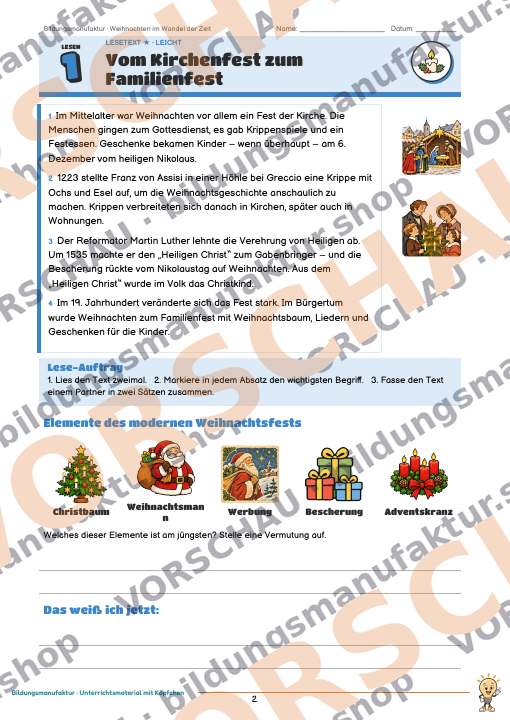 Bildungsmanufaktur · Weihnachten im Wandel der Zeit Name: Datum:
LESEN
1
LESETEXT ★ · LEICHT
Vom Kirchenfest zum
Familienfest
1 Im Mittelalter war Weihnachten vor allem ein Fest der Kirche. Die
Menschen gingen zum Gottesdienst, es gab Krippenspiele und ein
Festessen. Geschenke bekamen Kinder – wenn überhaupt – am 6.
Dezember vom heiligen Nikolaus.
2 1223 stellte Franz von Assisi in einer Höhle bei Greccio eine Krippe mit
Ochs und Esel auf, um die Weihnachtsgeschichte anschaulich zu
machen. Krippen verbreiteten sich danach in Kirchen, später auch in
Wohnungen.
3 Der Reformator Martin Luther lehnte die Verehrung von Heiligen ab.
Um 1535 machte er den „Heiligen Christ“ zum Gabenbringer – und die
Bescherung rückte vom Nikolaustag auf Weihnachten. Aus dem
„Heiligen Christ“ wurde im Volk das Christkind.
4 Im 19. Jahrhundert veränderte sich das Fest stark. Im Bürgertum
wurde Weihnachten zum Familienfest mit Weihnachtsbaum, Liedern und
Geschenken für die Kinder.
Lese-Auftrag
1. Lies den Text zweimal. 2. Markiere in jedem Absatz den wichtigsten Begriff. 3. Fasse den Text
einem Partner in zwei Sätzen zusammen.
Elemente des modernen Weihnachtsfests
Christbaum
Weihnachtsman
n
Werbung
Bescherung
Adventskranz
Welches dieser Elemente ist am jüngsten? Stelle eine Vermutung auf.
Das weiß ich jetzt:
Bildungsmanufaktur · Unterrichtsmaterial mit Köpfchen
2
VORSCHAU · bildungsmanufaktur.shop